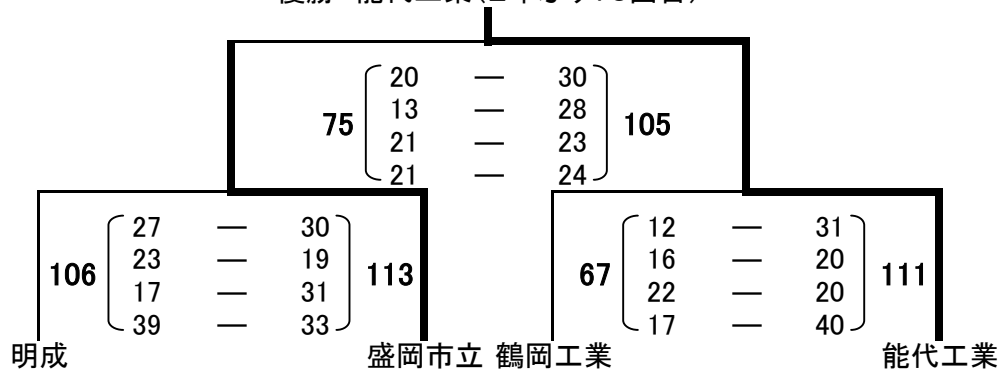 20 — 30
13 — 28
75 105
21 — 23
21 — 24
27 — 30 12 — 31
23 — 19 16 — 20
106 113 67 111
17 — 31 22 — 20
39 — 33 17 — 40
明成 盛岡市立 鶴岡工業 能代工業